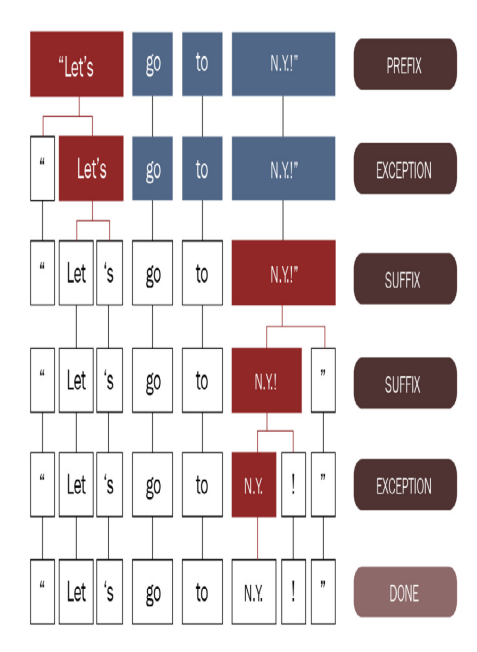 “Let’s go to N.Y.!” PREFIX
“ Let’s go to N.Y.!” EXCEPTION
“ Let ‘s go to N.Y.!” SUFFIX
“ Let ‘s go to N.Y.! ” SUFFIX
“ Let ‘s go to N.Y. ! ” EXCEPTION
“ Let ‘s go to N.Y. ! ” DONE